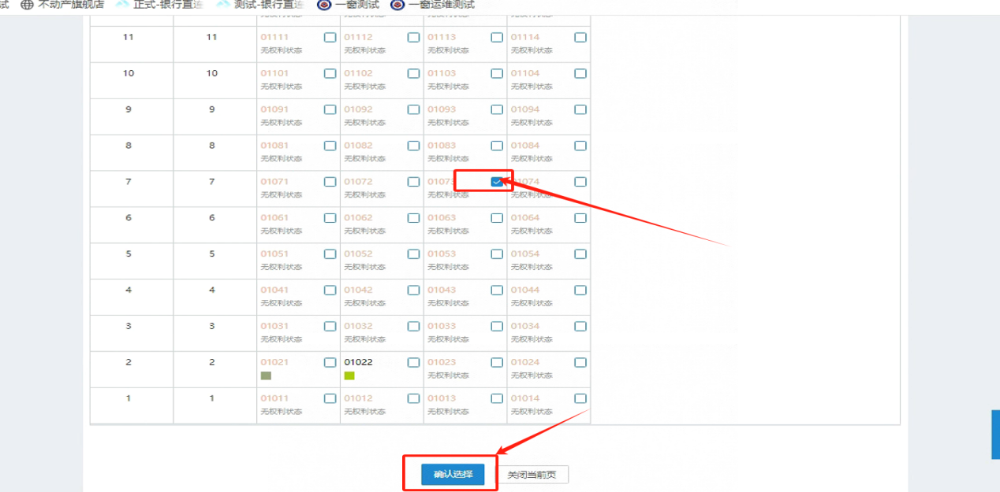 试 不动产旗舰店 正式-银行直连 测试-银行直连 一窗测试 一窗运维测试
11 11 01111 01112 01113 01114
无权利状态 无权利状态 无权利状态 无权利状态
10 10 01101 01102 01103 01104
无权利状态 无权利状态 无权利状态 无权利状态
9 9 01091 01092 01093 01094
无权利状态 无权利状态 无权利状态 无权利状态
8 8 01081 01082 01083 01084
无权利状态 无权利状态 无权利状态 无权利状态
7 7 01071 01072 01073 01074
无权利状态 无权利状态 无权利状态 无权利状态
6 6 01061 01062 01063 01064
无权利状态 无权利状态 无权利状态 无权利状态
5 5 01051 01052 01053 01054
无权利状态 无权利状态 无权利状态 无权利状态
4 4 01041 01042 01043 01044
无权利状态 无权利状态 无权利状态 无权利状态
3 3 01031 01032 01033 01034
无权利状态 无权利状态 无权利状态 无权利状态
2 2 01021 01022 01023 01024
无权利状态 无权利状态
1 1 01011 01012 01013 01014
无权利状态 无权利状态 无权利状态 无权利状态
确认选择 关闭当前页